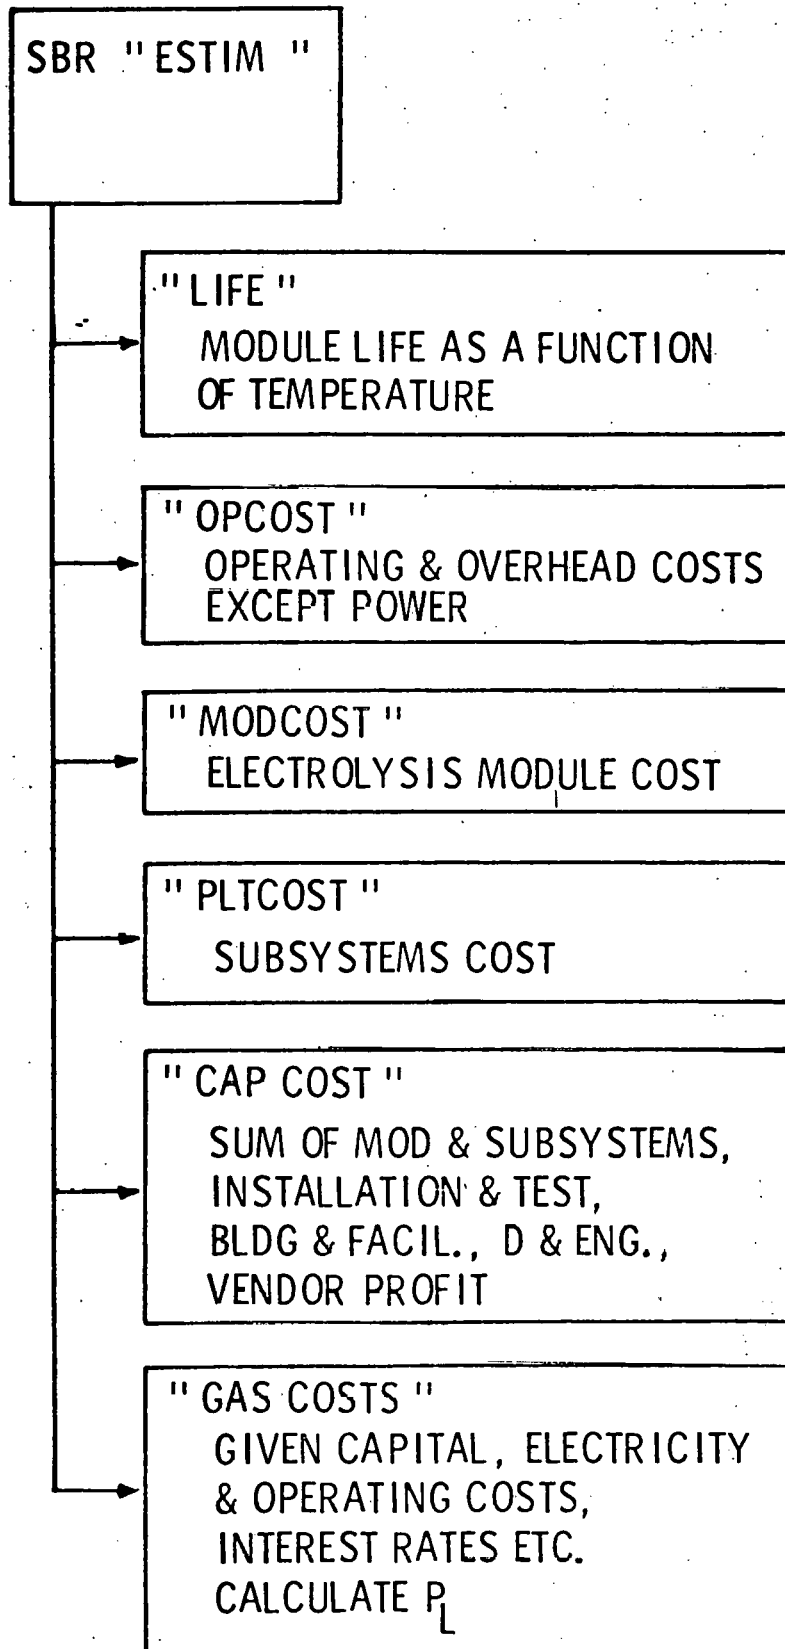 SBR "ESTIM "
"LIFE"
MODULE LIFE AS A FUNCTION
OF TEMPERATURE
"OPCOST"
OPERATING & OVERHEAD COSTS
EXCEPT POWER
"MODCOST"
ELECTROLYSIS MODULE COST
"PLTCOST"
SUBSYSTEMS COST
"CAP COST"
SUM OF MOD & SUBSYSTEMS,
INSTALLATION & TEST,
BLDG & FACIL., D & ENG.,
VENDOR PROFIT
"GAS COSTS"
GIVEN CAPITAL, ELECTRICITY
& OPERATING COSTS,
INTEREST RATES ETC.
CALCULATE P_L